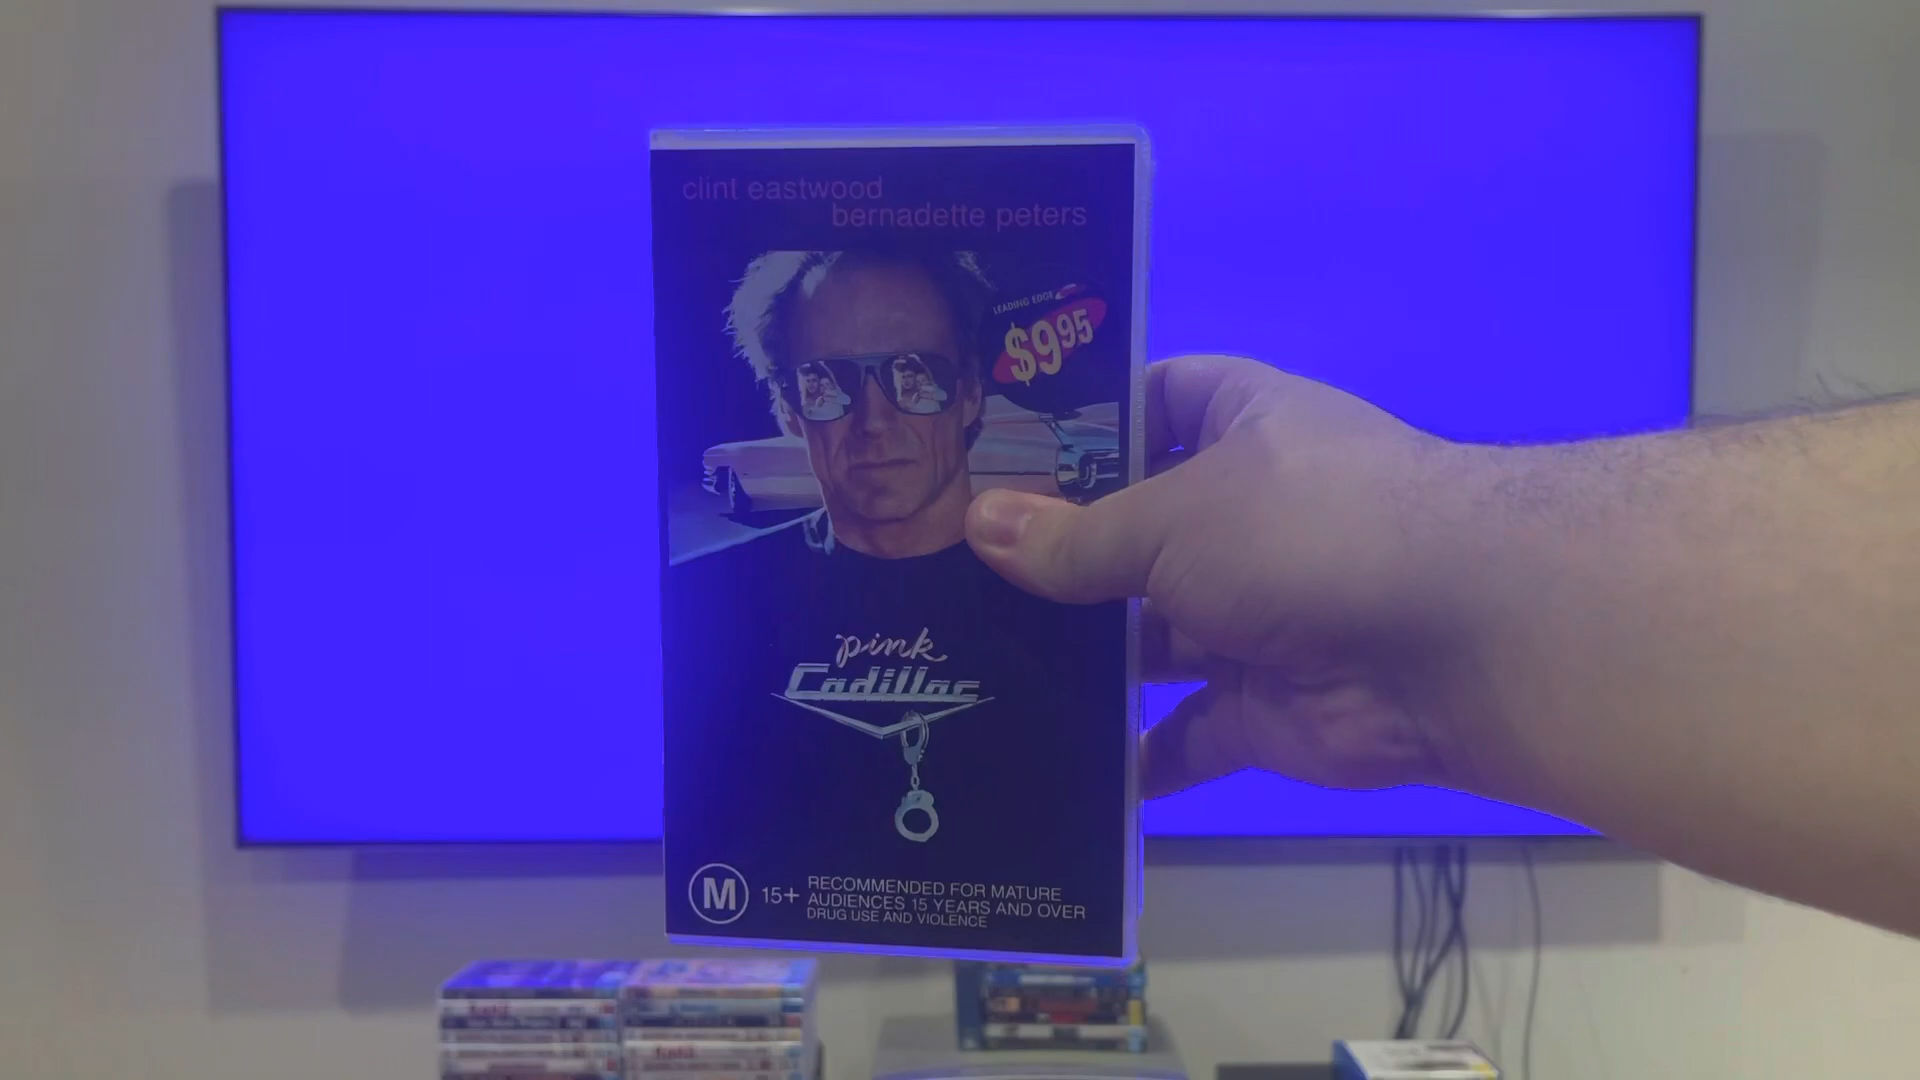 clint eastwood
bernadette peters
LEADING EDGE
$9.95
pink
Cadillac
M 15+ RECOMMENDED FOR MATURE
AUDIENCES 15 YEARS AND OVER
DRUG USE AND VIOLENCE